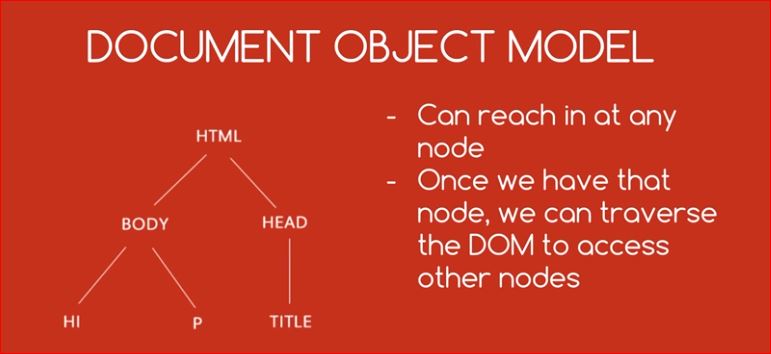 DOCUMENT OBJECT MODEL
HTML
BODY
HEAD
HI
P
TITLE
- Can reach in at any
node
- Once we have that
node, we can traverse
the DOM to access
other nodes